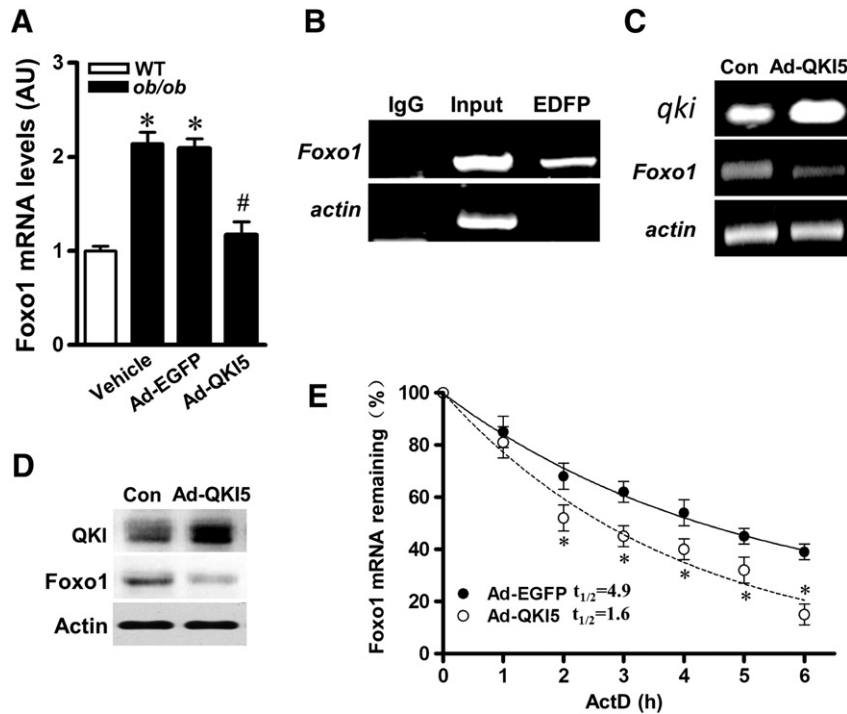 A
WT
ob/ob
Foxo1 mRNA levels (AU)
3
2
1
0
*
*
#
Vehicle
Ad-EGFP
Ad-QKI5
B
IgG Input EDFP
Foxo1
actin
C
Con Ad-QKI5
qki
Foxo1
actin
D
Con Ad-QKI5
QKI
Foxo1
Actin
E
Foxo1 mRNA remaining (%)
100
80
60
40
20
0
* * * * *
Ad-EGFP t1/2=4.9
Ad-QKI5 t1/2=1.6
0 1 2 3 4 5 6
ActD (h)